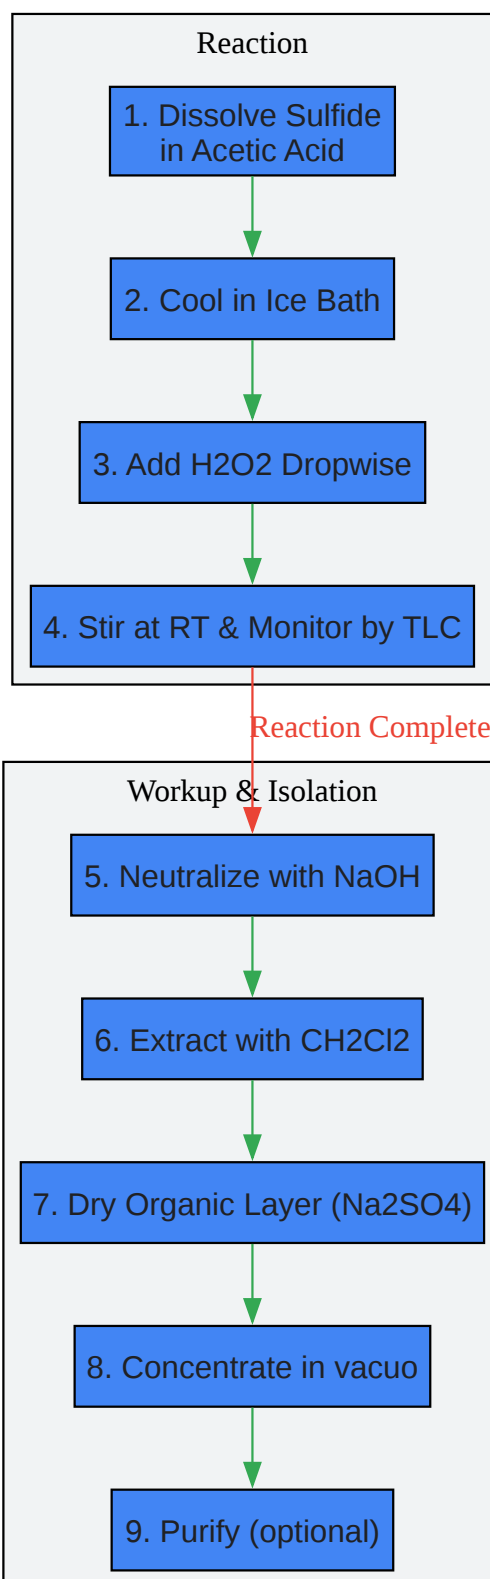 Reaction
1. Dissolve Sulfide
in Acetic Acid
2. Cool in Ice Bath
3. Add H2O2 Dropwise
4. Stir at RT & Monitor by TLC
Reaction Complete
Workup & Isolation
5. Neutralize with NaOH
6. Extract with CH2Cl2
7. Dry Organic Layer (Na2SO4)
8. Concentrate in vacuo
9. Purify (optional)